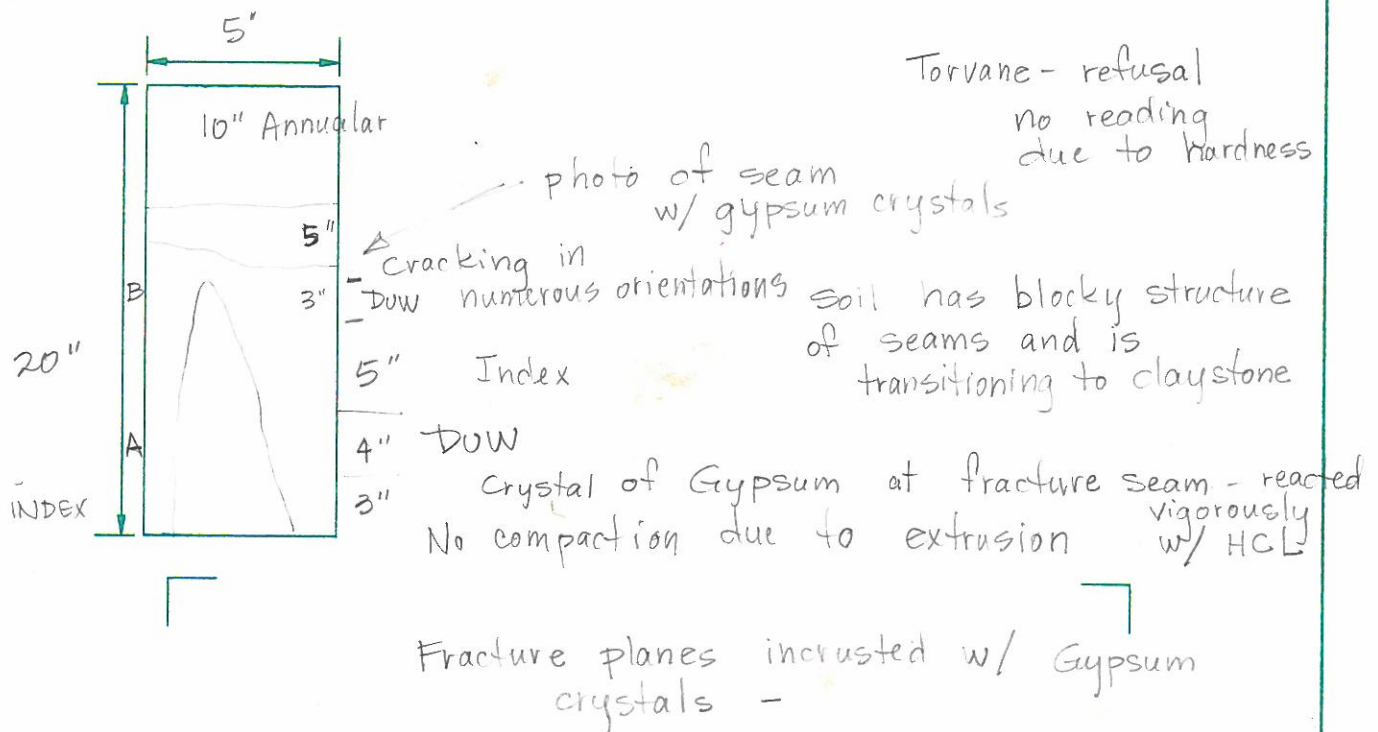 5"
Torvane - refusal
no reading
due to hardness
10" Annualar
photo of seam
w/ gypsum crystals
5"
Cracking in
numerous orientations
B
3"
DUW
Soil has blocky structure
of seams and is
transitioning to claystone
20"
5" Index
A
4" DUW
INDEX
3"
Crystal of Gypsum at fracture seam - reacted
vigorously
w/ HCL
No compaction due to extrusion
Fracture planes incrusted w/ Gypsum
crystals -